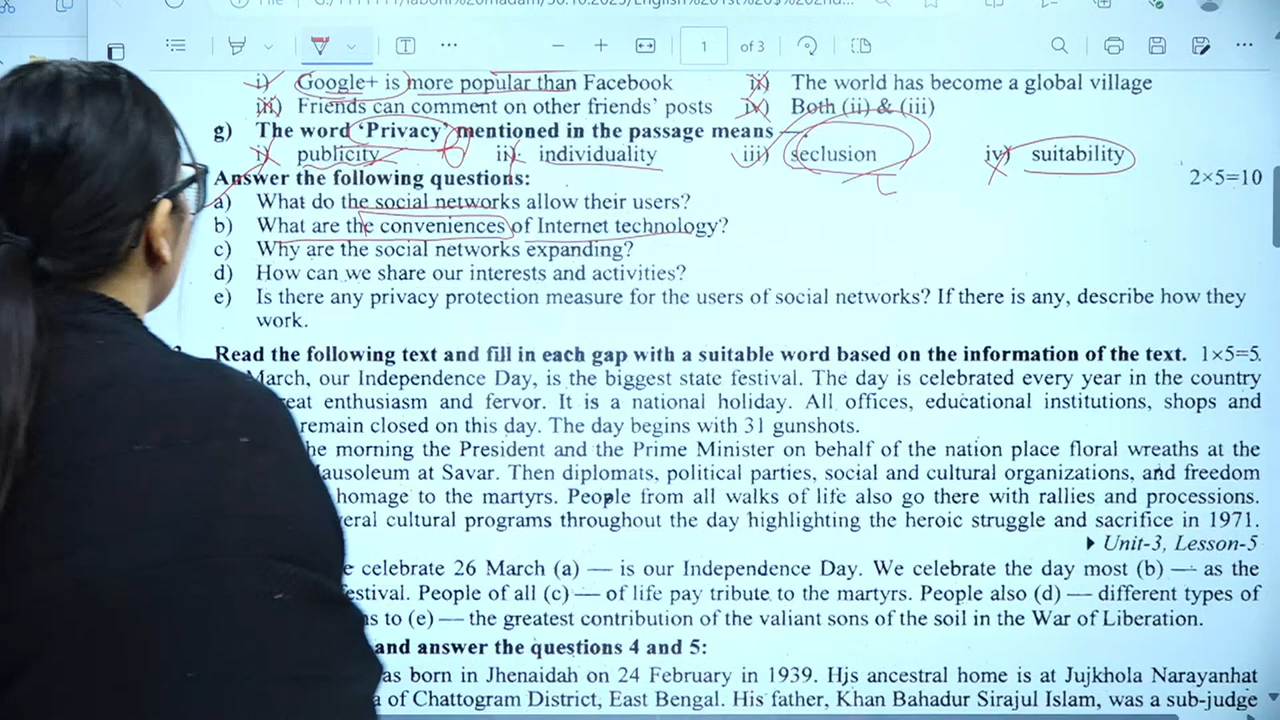 1 of 3
i) Google+ is more popular than Facebook ii) The world has become a global village
iii) Friends can comment on other friends' posts iv) Both (ii) & (iii)
g) The word 'Privacy' mentioned in the passage means —.
i) publicity ii) individuality iii) seclusion iv) suitability
Answer the following questions: 2×5=10
a) What do the social networks allow their users?
b) What are the conveniences of Internet technology?
c) Why are the social networks expanding?
d) How can we share our interests and activities?
e) Is there any privacy protection measure for the users of social networks? If there is any, describe how they
work.
Read the following text and fill in each gap with a suitable word based on the information of the text. 1×5=5.
March, our Independence Day, is the biggest state festival. The day is celebrated every year in the country
enthusiasm and fervor. It is a national holiday. All offices, educational institutions, shops and
remain closed on this day. The day begins with 31 gunshots.
morning the President and the Prime Minister on behalf of the nation place floral wreaths at the
at Savar. Then diplomats, political parties, social and cultural organizations, and freedom
homage to the martyrs. People from all walks of life also go there with rallies and processions.
cultural programs throughout the day highlighting the heroic struggle and sacrifice in 1971.
Unit-3, Lesson-5
celebrate 26 March (a) — is our Independence Day. We celebrate the day most (b) — as the
People of all (c) — of life pay tribute to the martyrs. People also (d) — different types of
to (e) — the greatest contribution of the valiant sons of the soil in the War of Liberation.
and answer the questions 4 and 5:
born in Jhenaidah on 24 February in 1939. His ancestral home is at Jujkhola Narayanhat
of Chattogram District, East Bengal. His father, Khan Bahadur Sirajul Islam, was a sub-judge